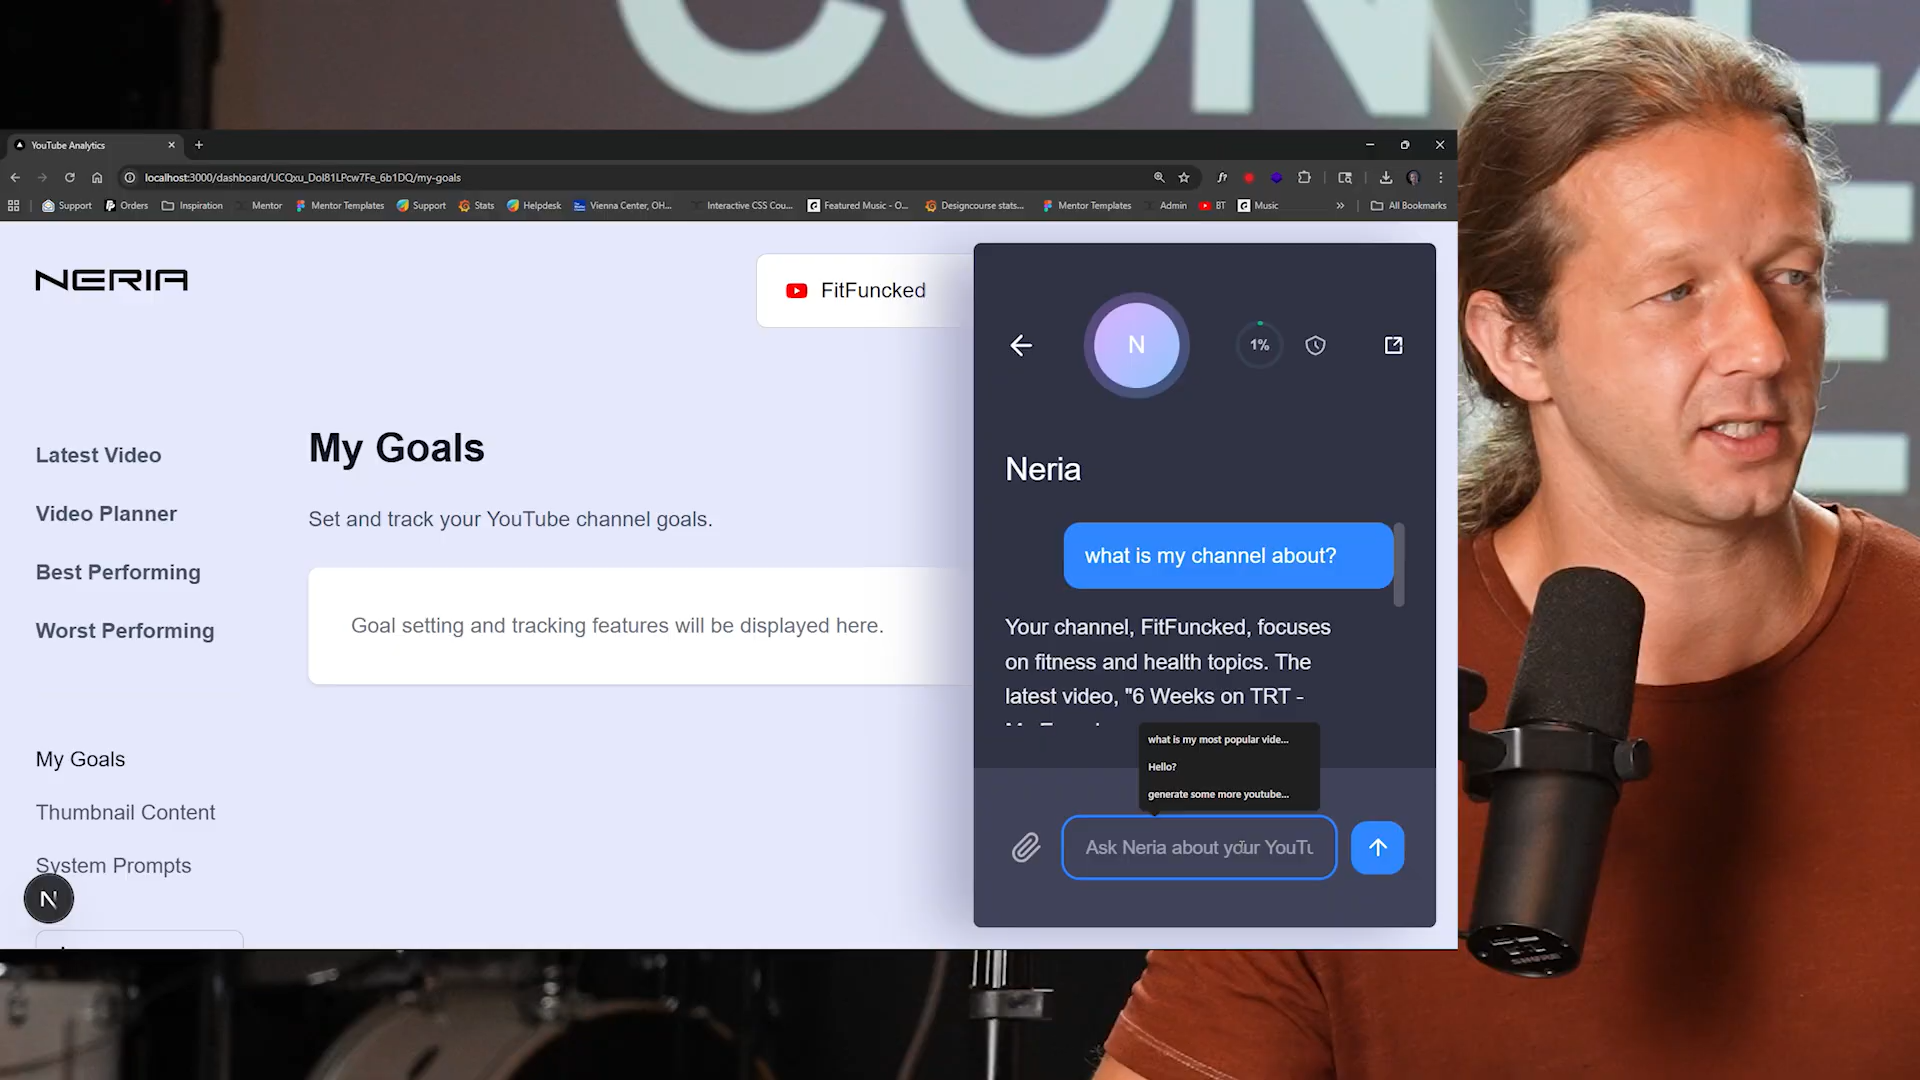 YouTube Analytics
localhost:3000/dashboard/UCQxu_Dol81LPcw7Fe_6b1DQ/my-goals
Support
Orders
Inspiration
Mentor
Mentor Templates
Support
Stats
Helpdesk
Vienna Center, OH...
Interactive CSS Cou...
Featured Music - O...
Designcourse stats...
Mentor Templates
Admin
BT
Music
All Bookmarks
NERIA
FitFuncked
Latest Video
Video Planner
Best Performing
Worst Performing
My Goals
Thumbnail Content
System Prompts
N
My Goals
Set and track your YouTube channel goals.
Goal setting and tracking features will be displayed here.
N
1%
Neria
what is my channel about?
Your channel, FitFuncked, focuses
on fitness and health topics. The
latest video, "6 Weeks on TRT -
what is my most popular vide...
Hello?
generate some more youtube...
Ask Neria about your YouTu
SHURE